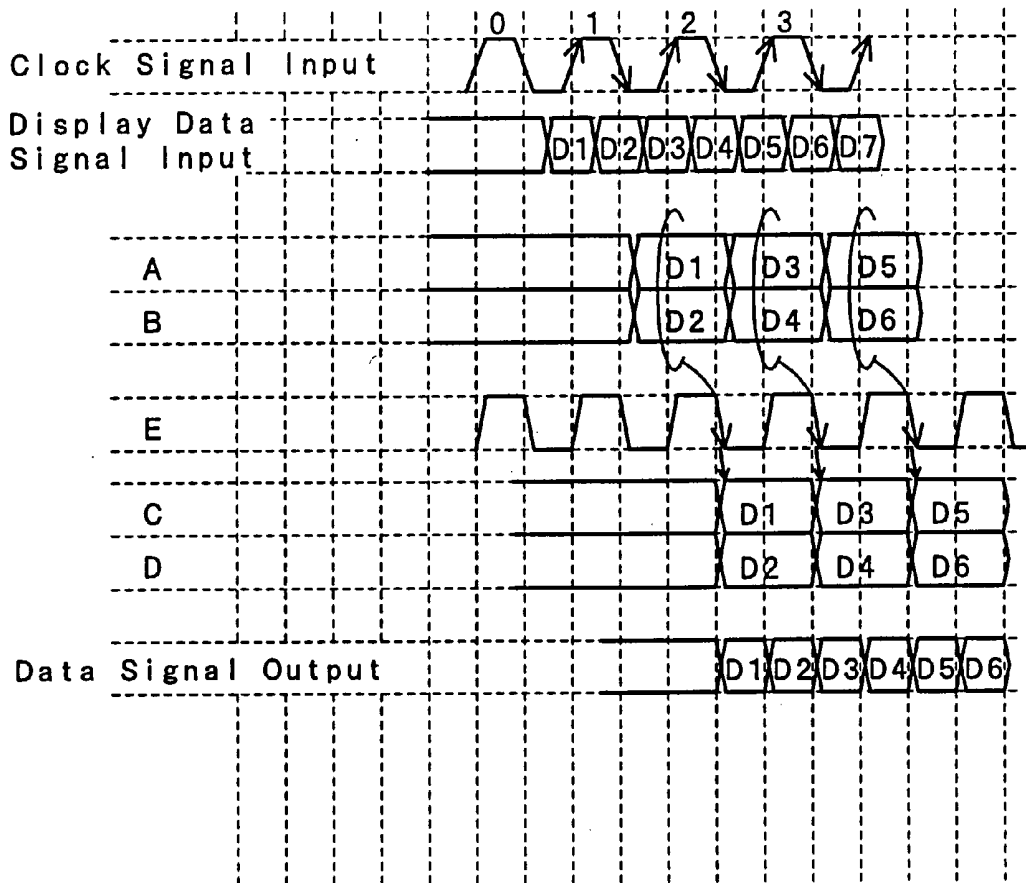 0 1 2 3
Clock Signal Input
Display Data
Signal Input
D1 D2 D3 D4 D5 D6 D7
A D1 D3 D5
B D2 D4 D6
E
C D1 D3 D5
D D2 D4 D6
Data Signal Output D1 D2 D3 D4 D5 D6